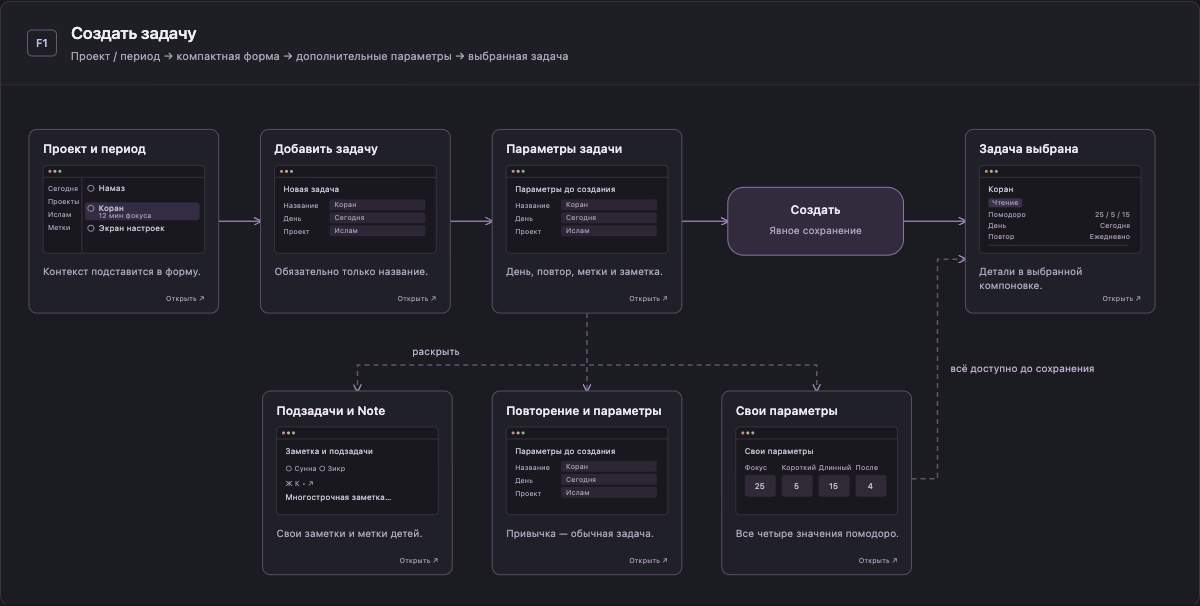 F1
Создать задачу
Проект / период → компактная форма → дополнительные параметры → выбранная задача
Проект и период
Сегодня
Проекты
Ислам
Метки
Намаз
Коран
12 мин фокуса
Экран настроек
Контекст подставится в форму.
Открыть ↗
Добавить задачу
Новая задача
Название Коран
День Сегодня
Проект Ислам
Обязательно только название.
Открыть ↗
Параметры задачи
Параметры до создания
Название Коран
День Сегодня
Проект Ислам
День, повтор, метки и заметка.
Открыть ↗
Создать
Явное сохранение
Задача выбрана
Коран
Чтение
Помодоро 25 / 5 / 15
День Сегодня
Повтор Ежедневно
Детали в выбранной
компоновке.
Открыть ↗
раскрыть
всё доступно до сохранения
Подзадачи и Note
Заметка и подзадачи
○ Сунна ○ Зикр
Ж К • ↗
Многострочная заметка…
Свои заметки и метки детей.
Открыть ↗
Повторение и параметры
Параметры до создания
Название Коран
День Сегодня
Проект Ислам
Привычка — обычная задача.
Открыть ↗
Свои параметры
Свои параметры
Фокус Короткий Длинный После
25 5 15 4
Все четыре значения помодоро.
Открыть ↗